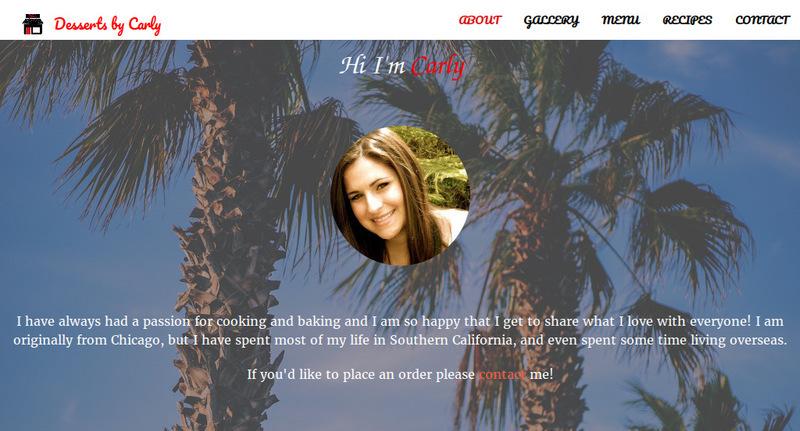 Desserts by Carly
ABOUT GALLERY MENU RECIPES CONTACT
Hi I'm Carly
I have always had a passion for cooking and baking and I am so happy that I get to share what I love with everyone! I am
originally from Chicago, but I have spent most of my life in Southern California, and even spent some time living overseas.
If you'd like to place an order please contact me!